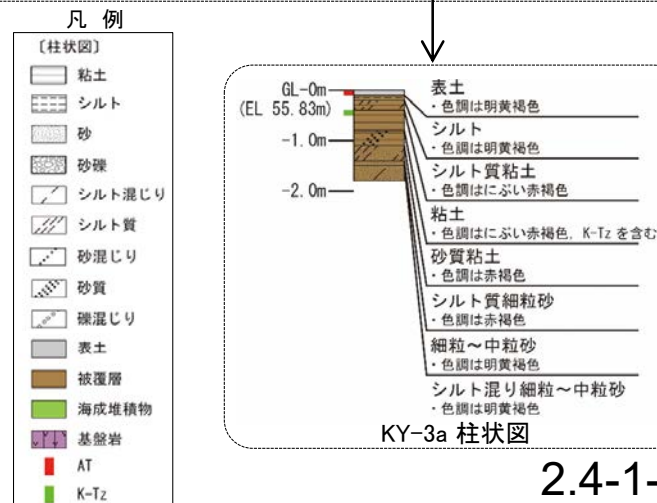 凡 例
〔柱状図〕
粘土
シルト
砂
砂礫
シルト混じり
シルト質
砂混じり
砂質
礫混じり
表土
被覆層
海成堆積物
基盤岩
AT
K-Tz
GL-0m
(EL 55.83m)
-1.0m
-2.0m
表土
・色調は明黄褐色
シルト
・色調は明黄褐色
シルト質粘土
・色調はにぶい赤褐色
粘土
・色調はにぶい赤褐色，K-Tz を含む
砂質粘土
・色調は赤褐色
シルト質細粒砂
・色調は赤褐色
細粒～中粒砂
・色調は明黄褐色
シルト混り細粒～中粒砂
・色調は明黄褐色
KY-3a 柱状図
2.4-1-